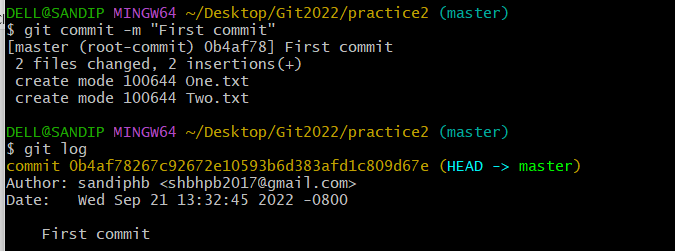 DELL@SANDIP MINGW64 ~/Desktop/Git2022/practice2 (master)
$ git commit -m "First commit"
[master (root-commit) 0b4af78] First commit
 2 files changed, 2 insertions(+)
 create mode 100644 One.txt
 create mode 100644 Two.txt

DELL@SANDIP MINGW64 ~/Desktop/Git2022/practice2 (master)
$ git log
commit 0b4af78267c92672e10593b6d383afd1c809d67e (HEAD -> master)
Author: sandiphb <shbhpb2017@gmail.com>
Date:   Wed Sep 21 13:32:45 2022 -0800

    First commit